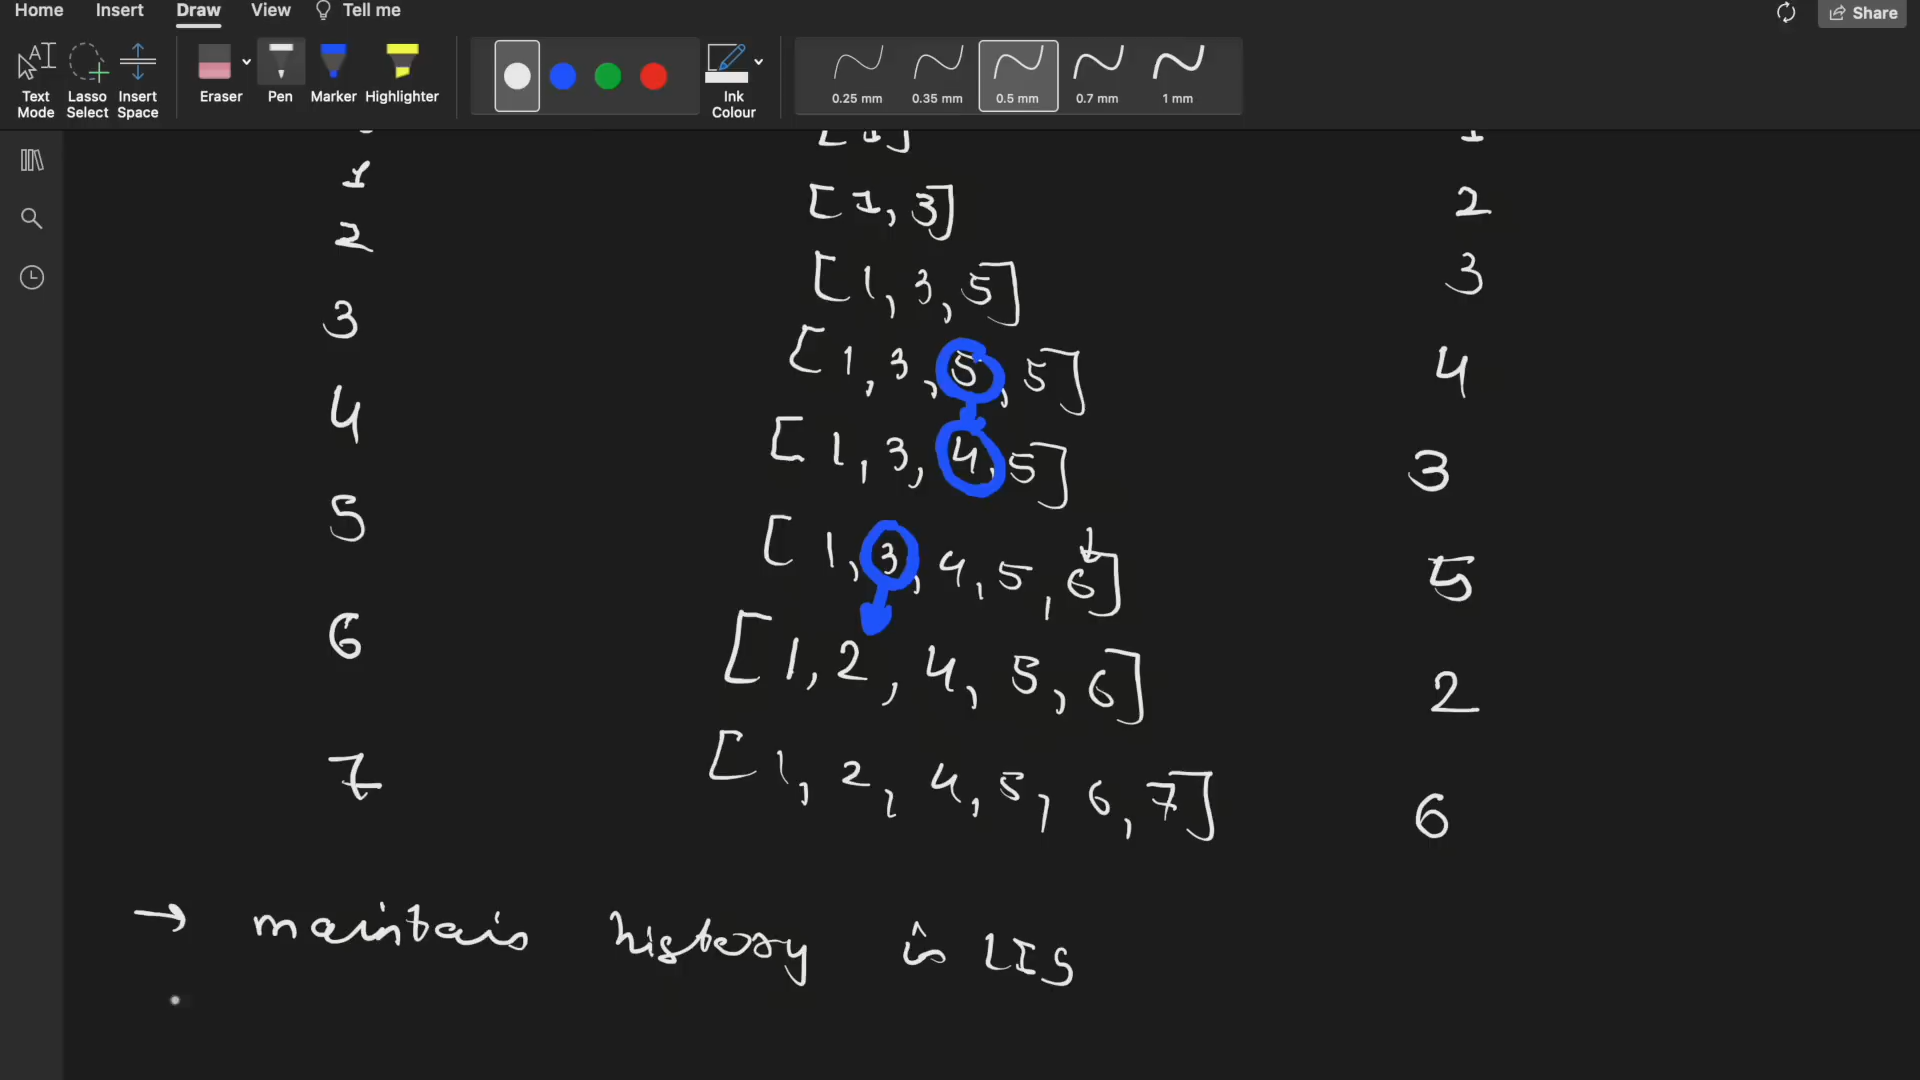 Home Insert Draw View Tell me Share
Text Mode Lasso Select Insert Space Eraser Pen Marker Highlighter Ink Colour 0.25 mm 0.35 mm 0.5 mm 0.7 mm 1 mm
1 [1, 3] 2
2 [1, 3, 5] 3
3 [1, 3, 5, 5] 4
4 [1, 3, 4, 5] 3
5 [1, 3, 4, 5, 6] 5
6 [1, 2, 4, 5, 6] 2
7 [1, 2, 4, 5, 6, 7] 6
→ maintain history in LIS